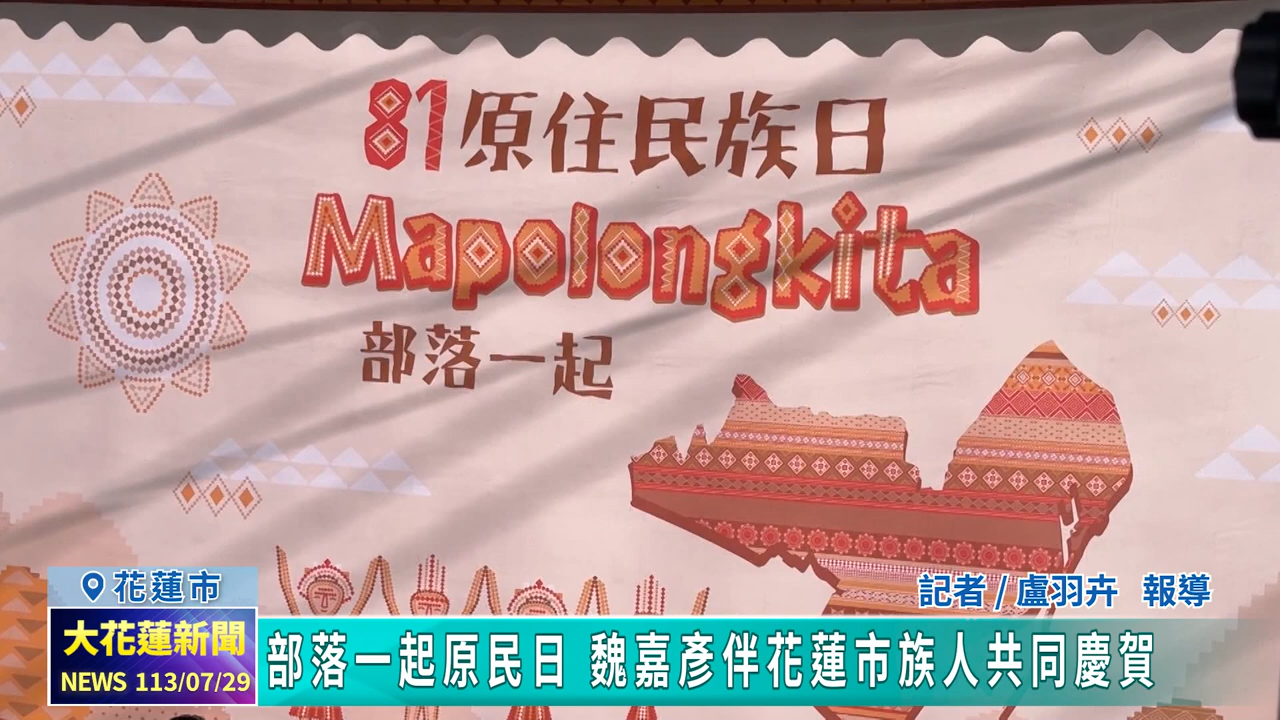 81原住民族日
Mapolongkita
部落一起
花蓮市
記者/盧羽卉 報導
大花蓮新聞
NEWS 113/07/29
部落一起原民日 魏嘉彥伴花蓮市族人共同慶賀